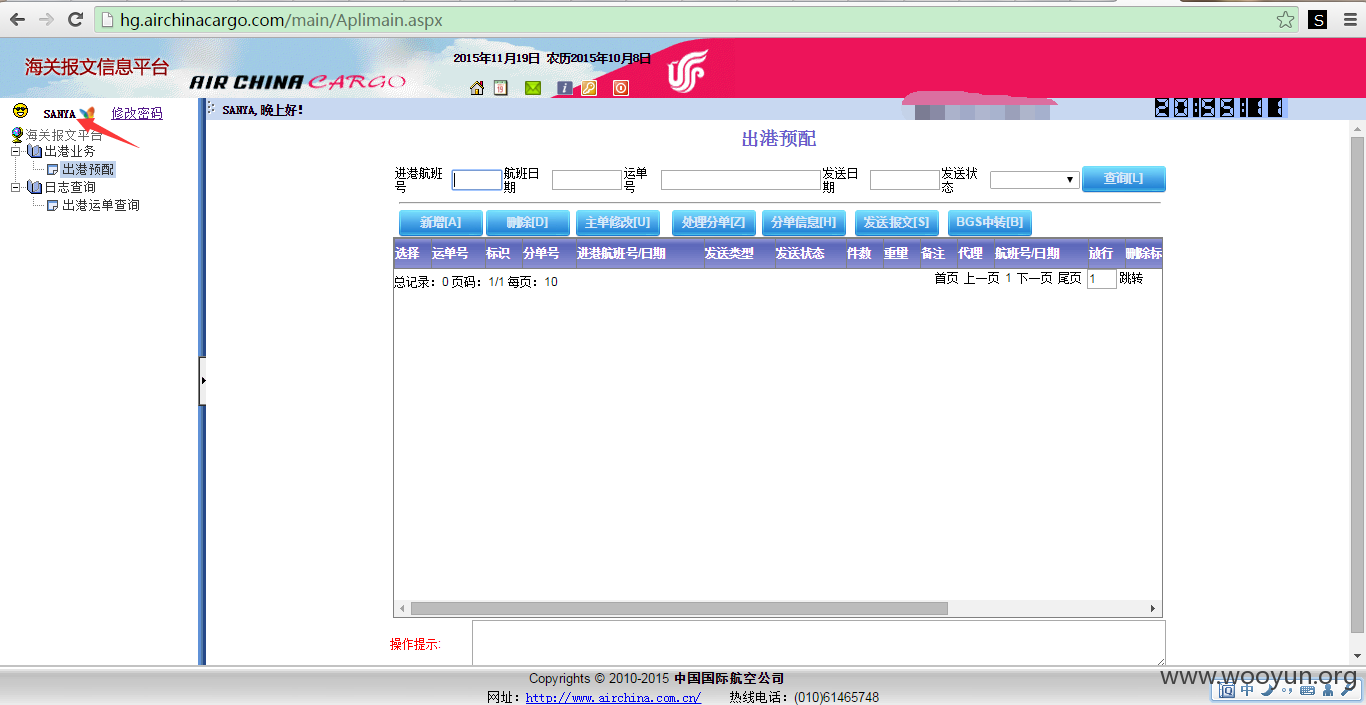 hg.airchinacargo.com/main/Aplimain.aspx
S
海关报文信息平台
AIR CHINA CARGO
2015年11月19日 农历2015年10月8日
SANYA
修改密码
SANYA, 晚上好!
20:55:11
海关报文平台
出港业务
出港预配
日志查询
出港运单查询
出港预配
进港航班号
航班日期
运单号
发送日期
发送状态
查询[L]
新增[A] 删除[D] 主单修改[U] 处理分单[Z] 分单信息[H] 发送报文[S] BGS中转[B]
选择 运单号 标识 分单号 进港航班号/日期 发送类型 发送状态 件数 重量 备注 代理 航班号/日期 放行 删除标
总记录：0 页码：1/1 每页：10
首页 上一页 1 下一页 尾页 1 跳转
操作提示:
Copyrights © 2010-2015 中国国际航空公司
网址：http://www.airchina.com.cn/ 热线电话：(010)61465748
www.wooyun.org
中